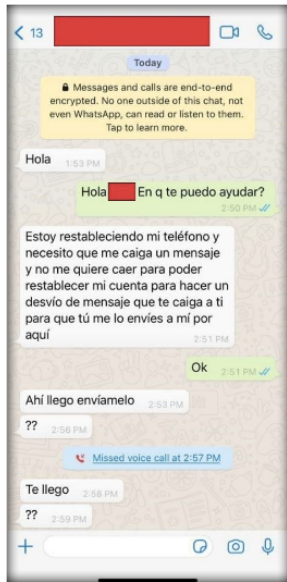 13
Today
Messages and calls are end-to-end
encrypted. No one outside of this chat, not
even WhatsApp, can read or listen to them.
Tap to learn more.
Hola 1:53 PM
Hola En q te puedo ayudar?
2:50 PM
Estoy restableciendo mi teléfono y
necesito que me caiga un mensaje
y no me quiere caer para poder
restablecer mi cuenta para hacer un
desvío de mensaje que te caiga a ti
para que tú me lo envíes a mí por
aquí 2:51 PM
Ok 2:51 PM
Ahí llego envíamelo 2:53 PM
?? 2:56 PM
Missed voice call at 2:57 PM
Te llego 2:58 PM
?? 2:59 PM